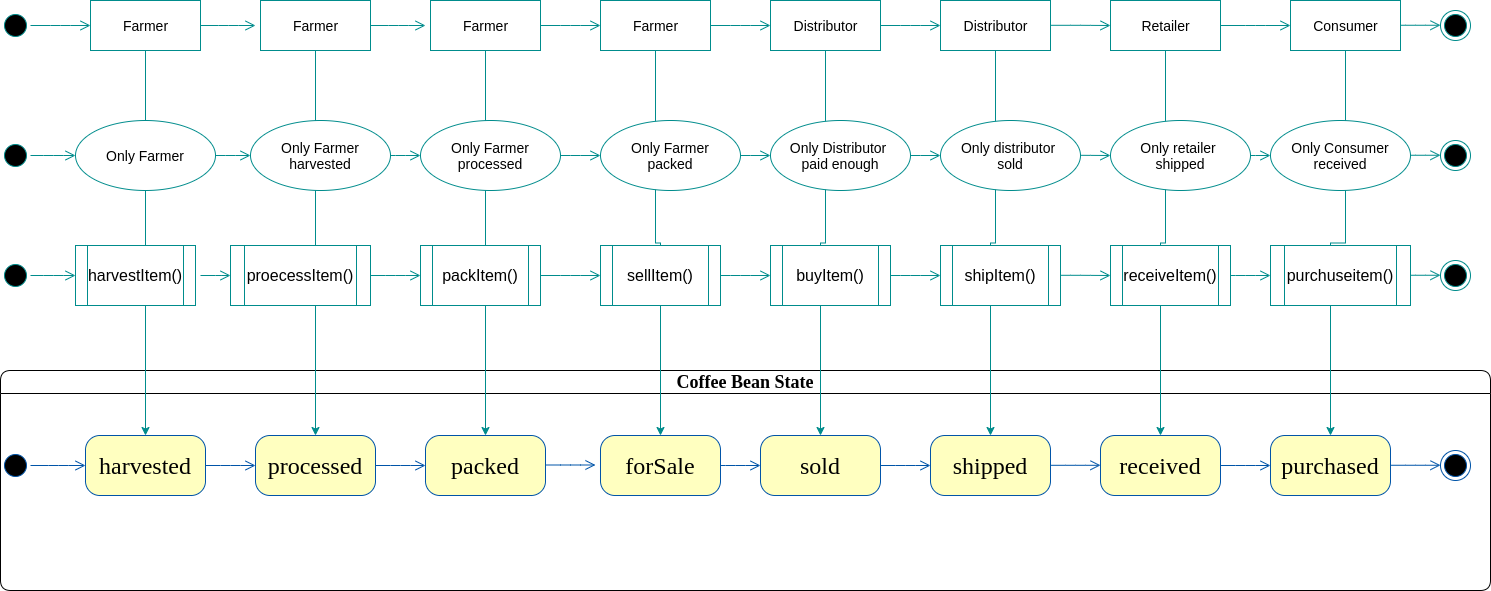 Farmer
Farmer
Farmer
Farmer
Distributor
Distributor
Retailer
Consumer
Only Farmer
Only Farmer
harvested
Only Farmer
processed
Only Farmer
packed
Only Distributor
paid enough
Only distributor
sold
Only retailer
shipped
Only Consumer
received
harvestItem()
proecessItem()
packItem()
sellItem()
buyItem()
shipItem()
receiveItem()
purchuseitem()
Coffee Bean State
harvested
processed
packed
forSale
sold
shipped
received
purchased